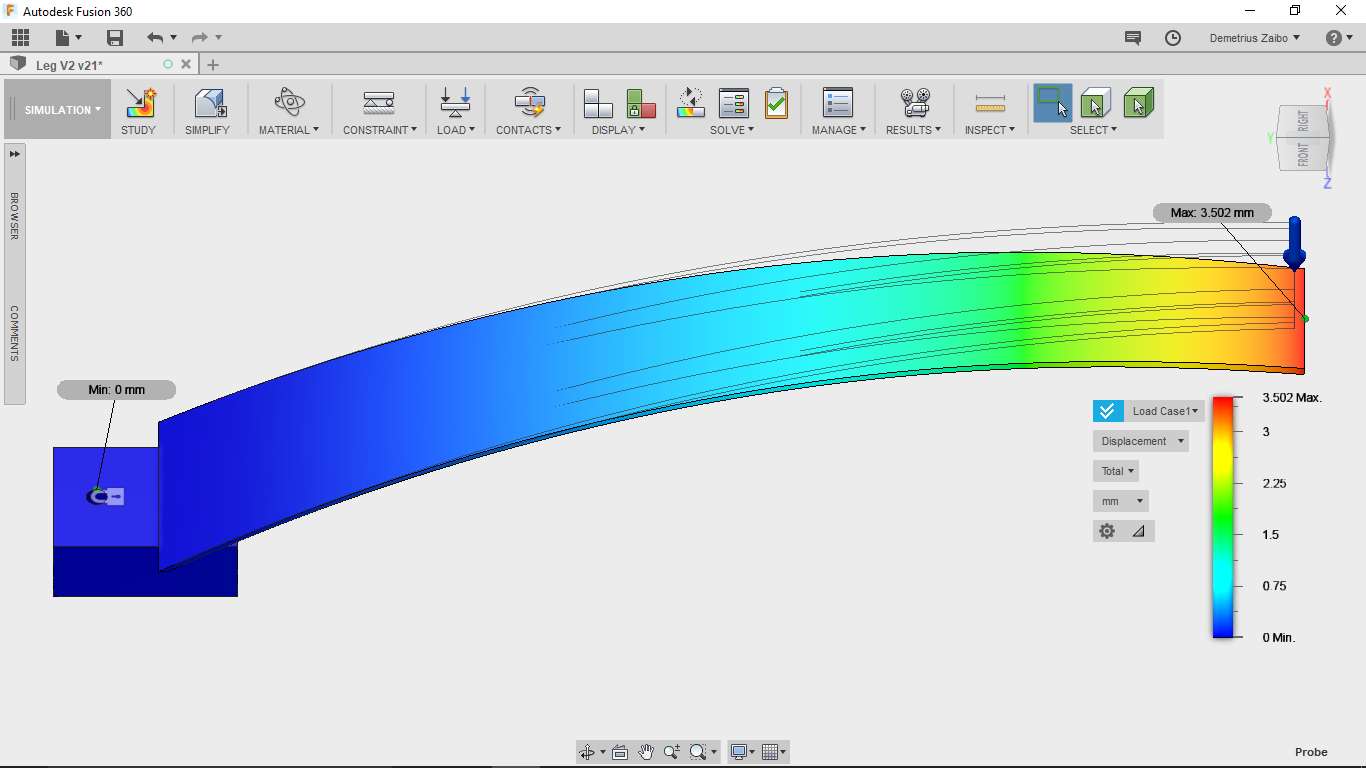 Autodesk Fusion 360
Demetrius Zaibo
Leg V2 v21*
SIMULATION
STUDY
SIMPLIFY
MATERIAL
CONSTRAINT
LOAD
CONTACTS
DISPLAY
SOLVE
MANAGE
RESULTS
INSPECT
SELECT
X
Y
RIGHT
FRONT
Z
BROWSER
COMMENTS
Max: 3.502 mm
Min: 0 mm
Load Case1
Displacement
Total
mm
3.502 Max.
3
2.25
1.5
0.75
0 Min.
Probe